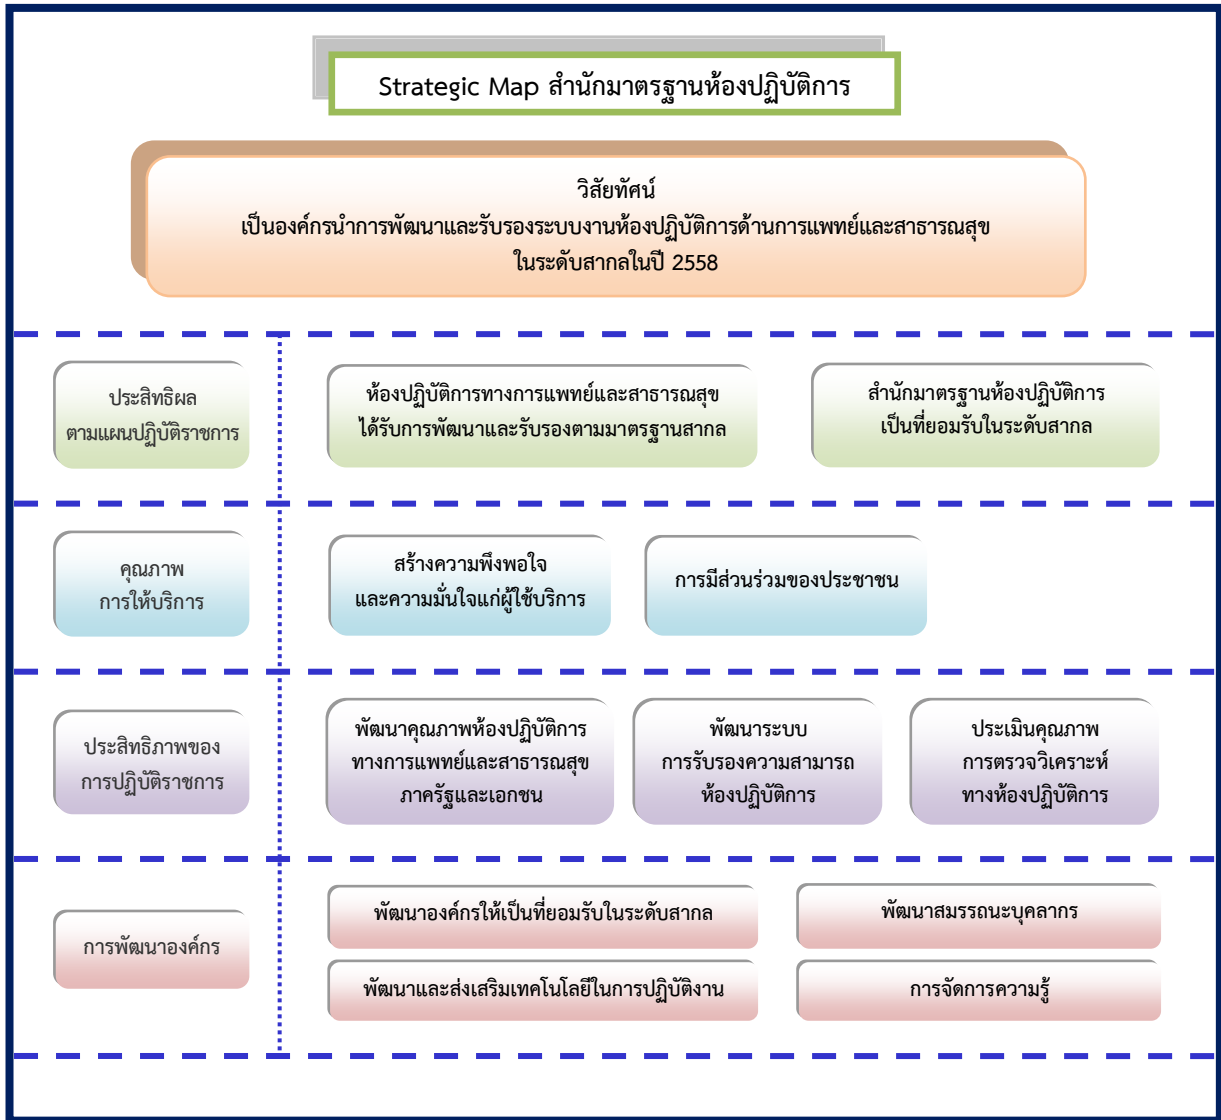 Strategic Map สำนักมาตรฐานห้องปฏิบัติการ
วิสัยทัศน์
เป็นองค์กรนำการพัฒนาและรับรองระบบงานห้องปฏิบัติการด้านการแพทย์และสาธารณสุข
ในระดับสากลในปี 2558
ประสิทธิผล
ตามแผนปฏิบัติราชการ
ห้องปฏิบัติการทางการแพทย์และสาธารณสุข
ได้รับการพัฒนาและรับรองตามมาตรฐานสากล
สำนักมาตรฐานห้องปฏิบัติการ
เป็นที่ยอมรับในระดับสากล
คุณภาพ
การให้บริการ
สร้างความพึงพอใจ
และความมั่นใจแก่ผู้ใช้บริการ
การมีส่วนร่วมของประชาชน
ประสิทธิภาพของ
การปฏิบัติราชการ
พัฒนาคุณภาพห้องปฏิบัติการ
ทางการแพทย์และสาธารณสุข
ภาครัฐและเอกชน
พัฒนาระบบ
การรับรองความสามารถ
ห้องปฏิบัติการ
ประเมินคุณภาพ
การตรวจวิเคราะห์
ทางห้องปฏิบัติการ
การพัฒนาองค์กร
พัฒนาองค์กรให้เป็นที่ยอมรับในระดับสากล
พัฒนาสมรรถนะบุคลากร
พัฒนาและส่งเสริมเทคโนโลยีในการปฏิบัติงาน
การจัดการความรู้